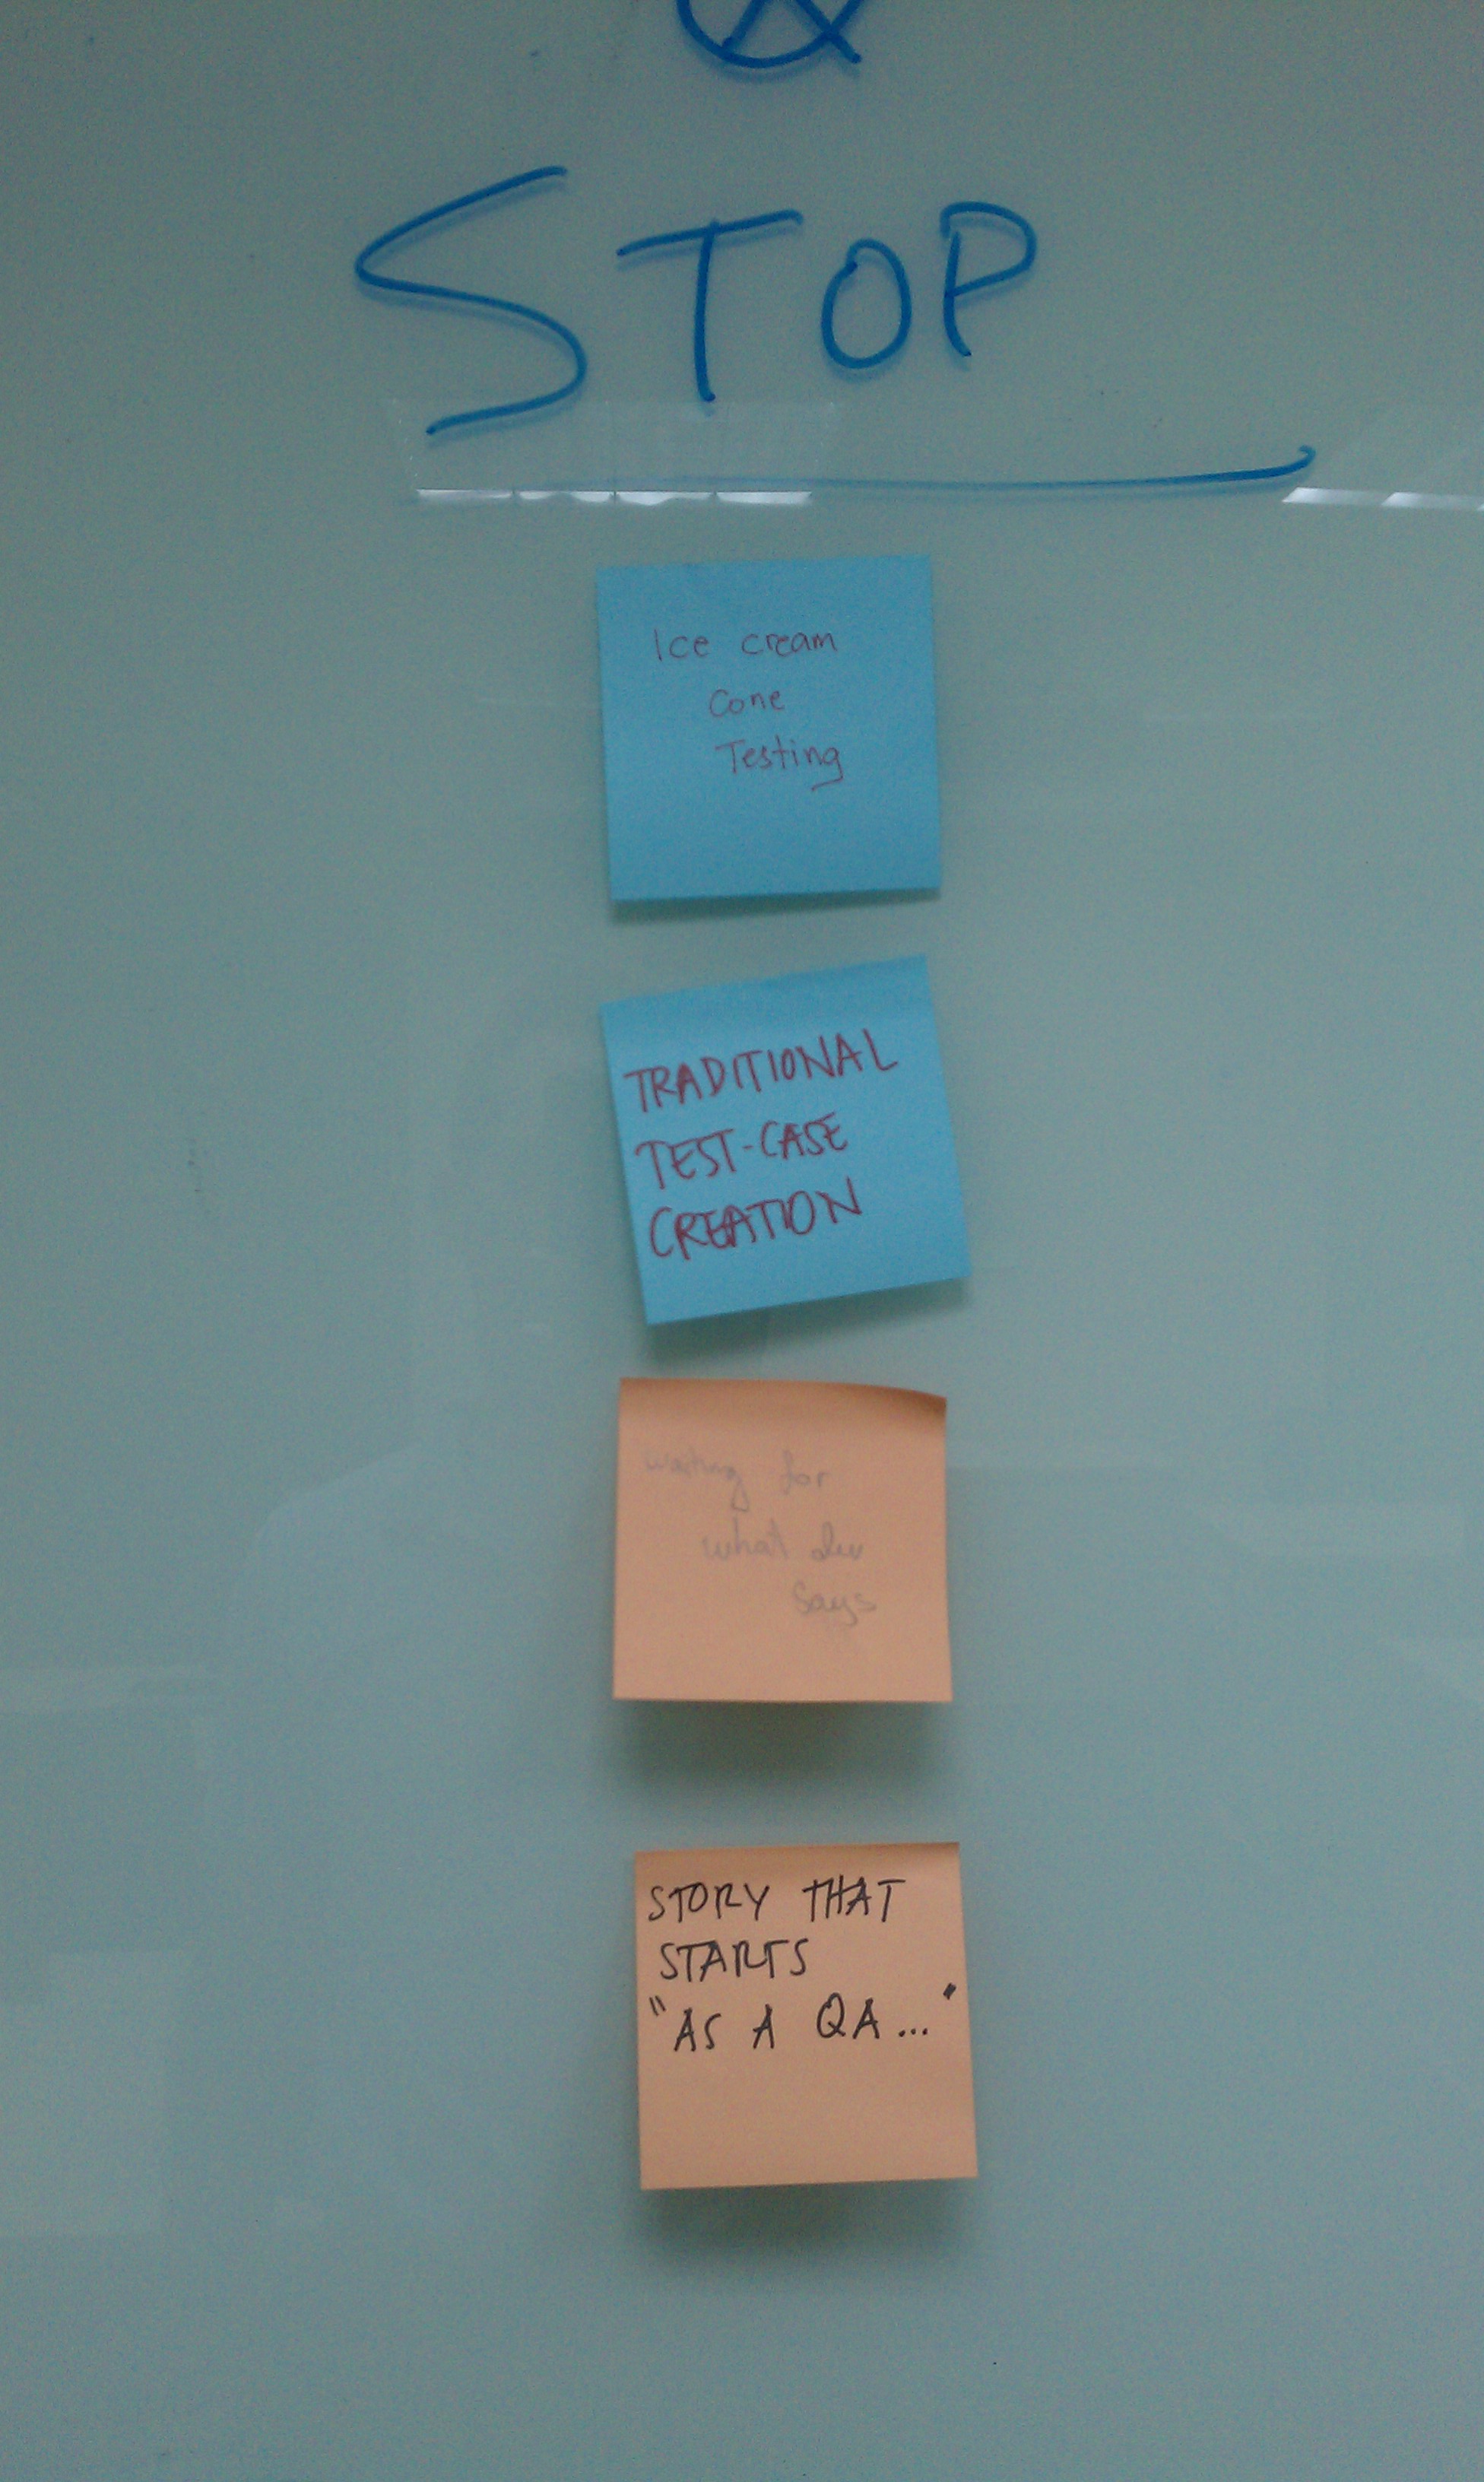 STOP
Ice cream
Cone
Testing
TRADITIONAL
TEST-CASE
CREATION
waiting for
what dev
says
STORY THAT
STARTS
"AS A QA..."